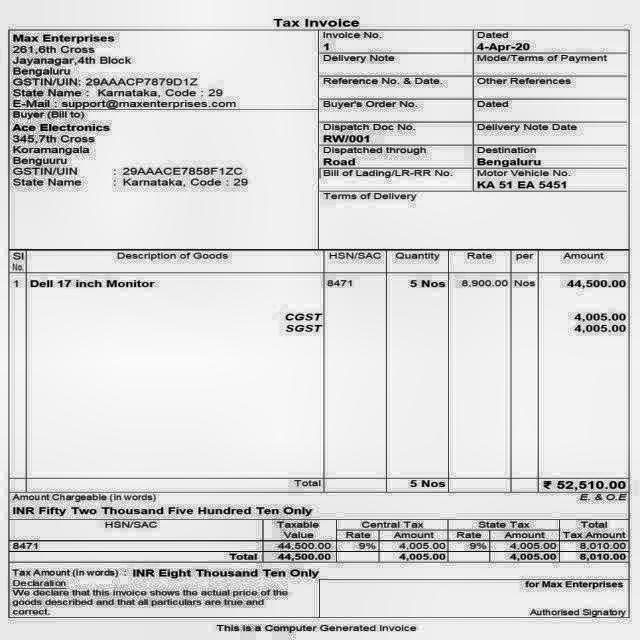 Tax Invoice
Max Enterprises
261,6th Cross
Jayanagar,4th Block
Bengaluru
GSTIN/UIN: 29AAACP7879D1Z
State Name : Karnataka, Code : 29
E-Mail : support@maxenterprises.com
Invoice No.
1
Dated
4-Apr-20
Delivery Note
Mode/Terms of Payment
Reference No. & Date.
Other References
Buyer (Bill to)
Ace Electronics
345,7th Cross
Koramangala
Benguuru
GSTIN/UIN : 29AAACE7858F1ZC
State Name : Karnataka, Code : 29
Buyer's Order No.
Dated
Dispatch Doc No.
RW/001
Delivery Note Date
Dispatched through
Road
Destination
Bengaluru
Bill of Lading/LR-RR No.
Motor Vehicle No.
KA 51 EA 5451
Terms of Delivery
Sl No. Description of Goods HSN/SAC Quantity Rate per Amount
1 Dell 17 inch Monitor 8471 5 Nos 8,900.00 Nos 44,500.00
CGST 4,005.00
SGST 4,005.00
Total 5 Nos ₹ 52,510.00
Amount Chargeable (in words) E. & O.E
INR Fifty Two Thousand Five Hundred Ten Only
HSN/SAC Taxable Value Central Tax State Tax Total Tax Amount
Rate Amount Rate Amount
8471 44,500.00 9% 4,005.00 9% 4,005.00 8,010.00
Total 44,500.00 4,005.00 4,005.00 8,010.00
Tax Amount (in words) : INR Eight Thousand Ten Only
Declaration
We declare that this invoice shows the actual price of the
goods described and that all particulars are true and
correct.
for Max Enterprises
Authorised Signatory
This is a Computer Generated Invoice